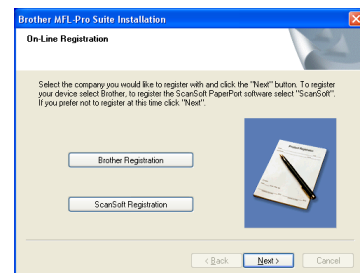 Brother MFL-Pro Suite Installation
On-Line Registration
Select the company you would like to register with and click the "Next" button. To register
your device select Brother, to register the ScanSoft PaperPort software select "ScanSoft".
If you prefer not to register at this time click "Next".
Brother Registration
ScanSoft Registration
< Back
Next >
Cancel